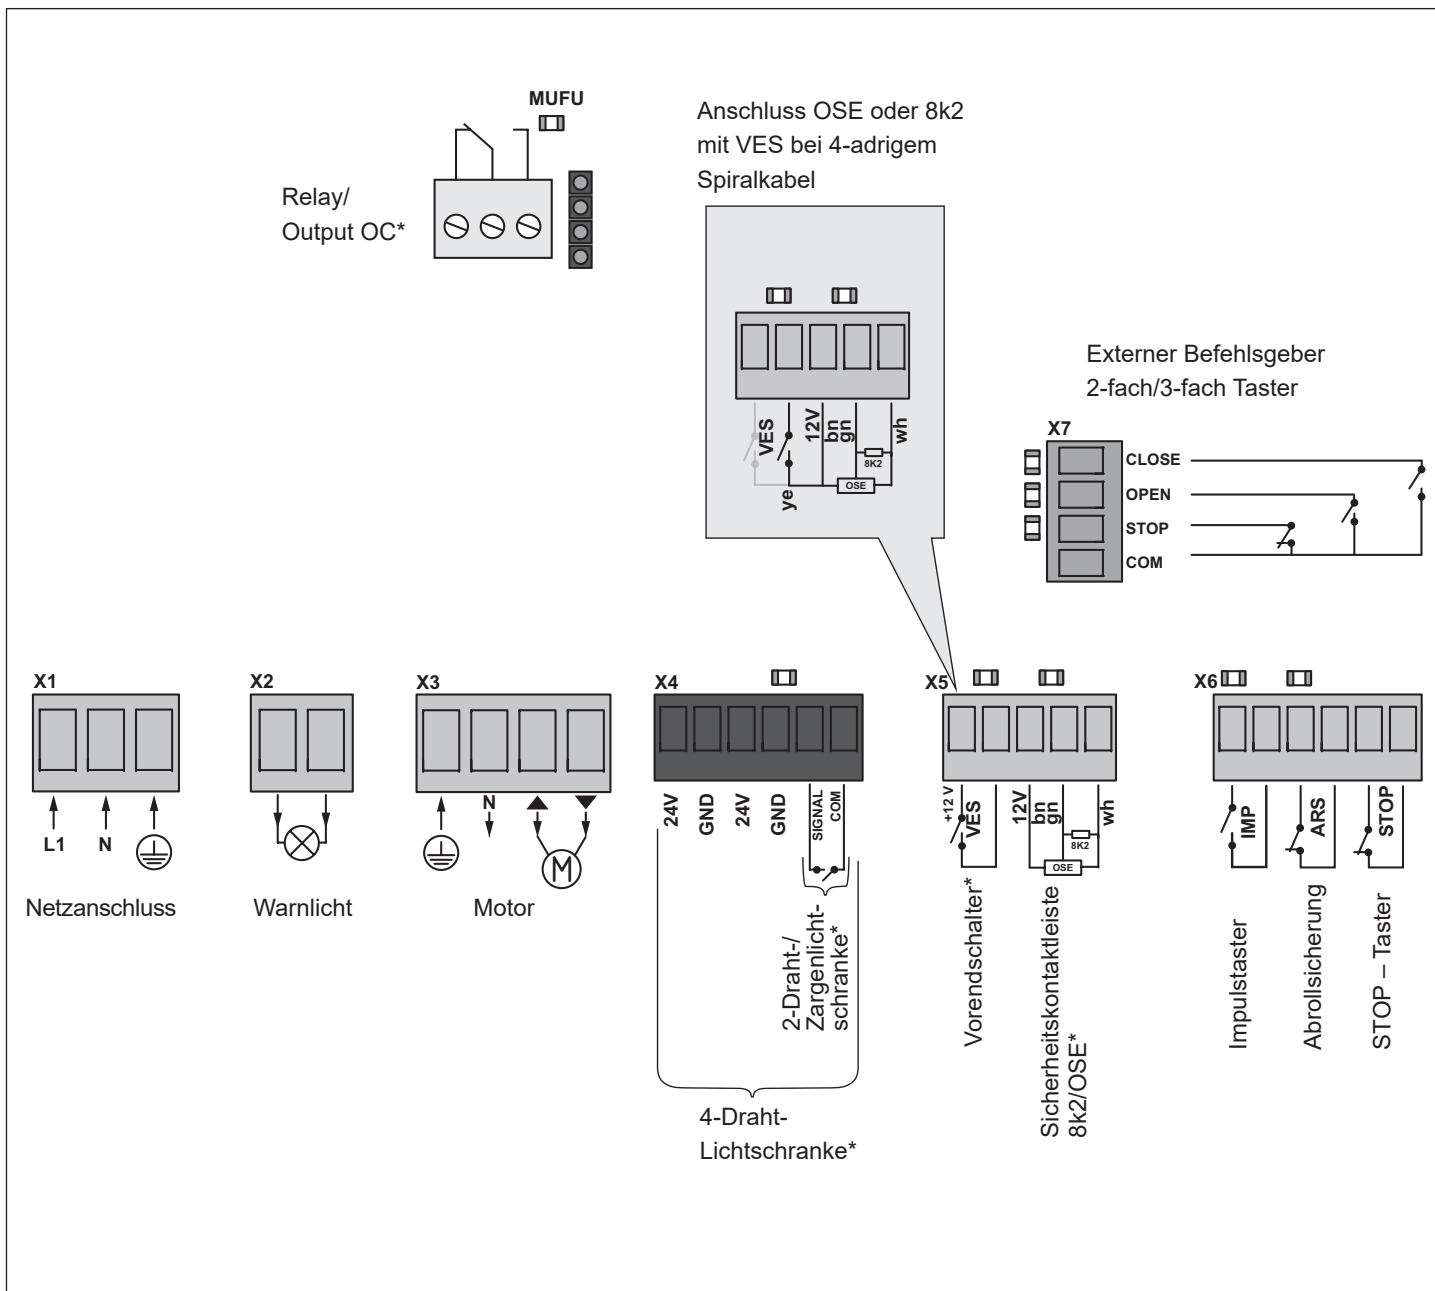 MUFU
Relay/
Output OC*
Anschluss OSE oder 8k2
mit VES bei 4-adrigem
Spiralkabel
VES
12V
bn
gn
wh
8K2
OSE
ye
Externer Befehlsgeber
2-fach/3-fach Taster
X7
CLOSE
OPEN
STOP
COM
X1
L1
N
Netzanschluss
X2
Warnlicht
X3
N
M
Motor
X4
24V
GND
24V
GND
SIGNAL
COM
2-Draht-/
Zargenlicht-
schranke*
4-Draht-
Lichtschranke*
X5
+12 V
VES
12V
bn
gn
wh
8K2
OSE
Vorendschalter*
Sicherheitskontaktleiste
8k2/OSE*
X6
IMP
ARS
STOP
Impulstaster
Abrollsicherung
STOP – Taster